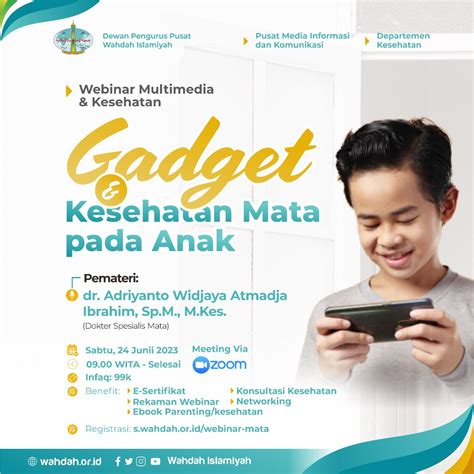 Dewan Pengurus Pusat
Wahdah Islamiyah
Pusat Media Informasi
dan Komunikasi
Departemen
Kesehatan
Webinar Multimedia
& Kesehatan
Gadget
&
Kesehatan Mata
pada Anak
Pemateri:
dr. Adriyanto Widjaya Atmadja
Ibrahim, Sp.M., M.Kes.
(Dokter Spesialis Mata)
Sabtu, 24 Junii 2023
09.00 WITA - Selesai
Infaq: 99k
Meeting Via
zoom
Benefit:
E-Sertifikat
Rekaman Webinar
Ebook Parenting/kesehatan
Konsultasi Kesehatan
Networking
Registrasi: s.wahdah.or.id/webinar-mata
wahdah.or.id
Wahdah Islamiyah